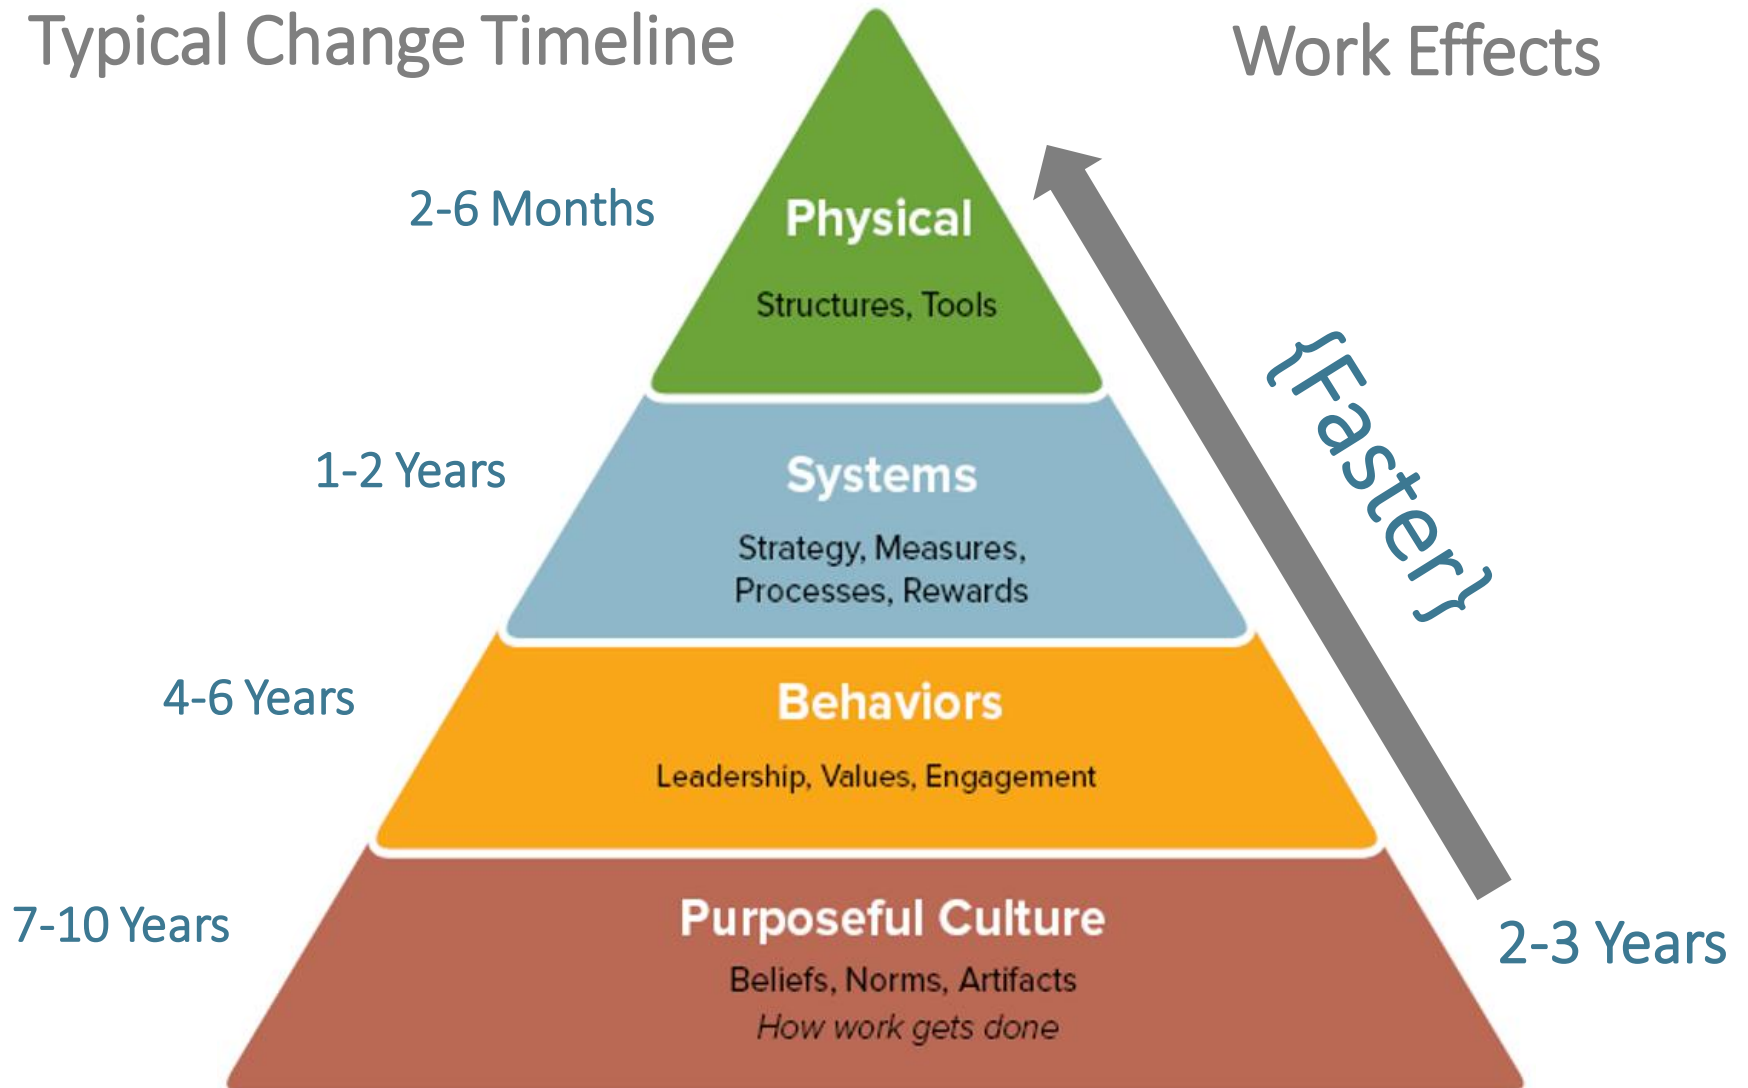 Typical Change Timeline
Work Effects
2-6 Months
Physical
Structures, Tools
{Faster}
1-2 Years
Systems
Strategy, Measures,
Processes, Rewards
4-6 Years
Behaviors
Leadership, Values, Engagement
7-10 Years
Purposeful Culture
2-3 Years
Beliefs, Norms, Artifacts
How work gets done